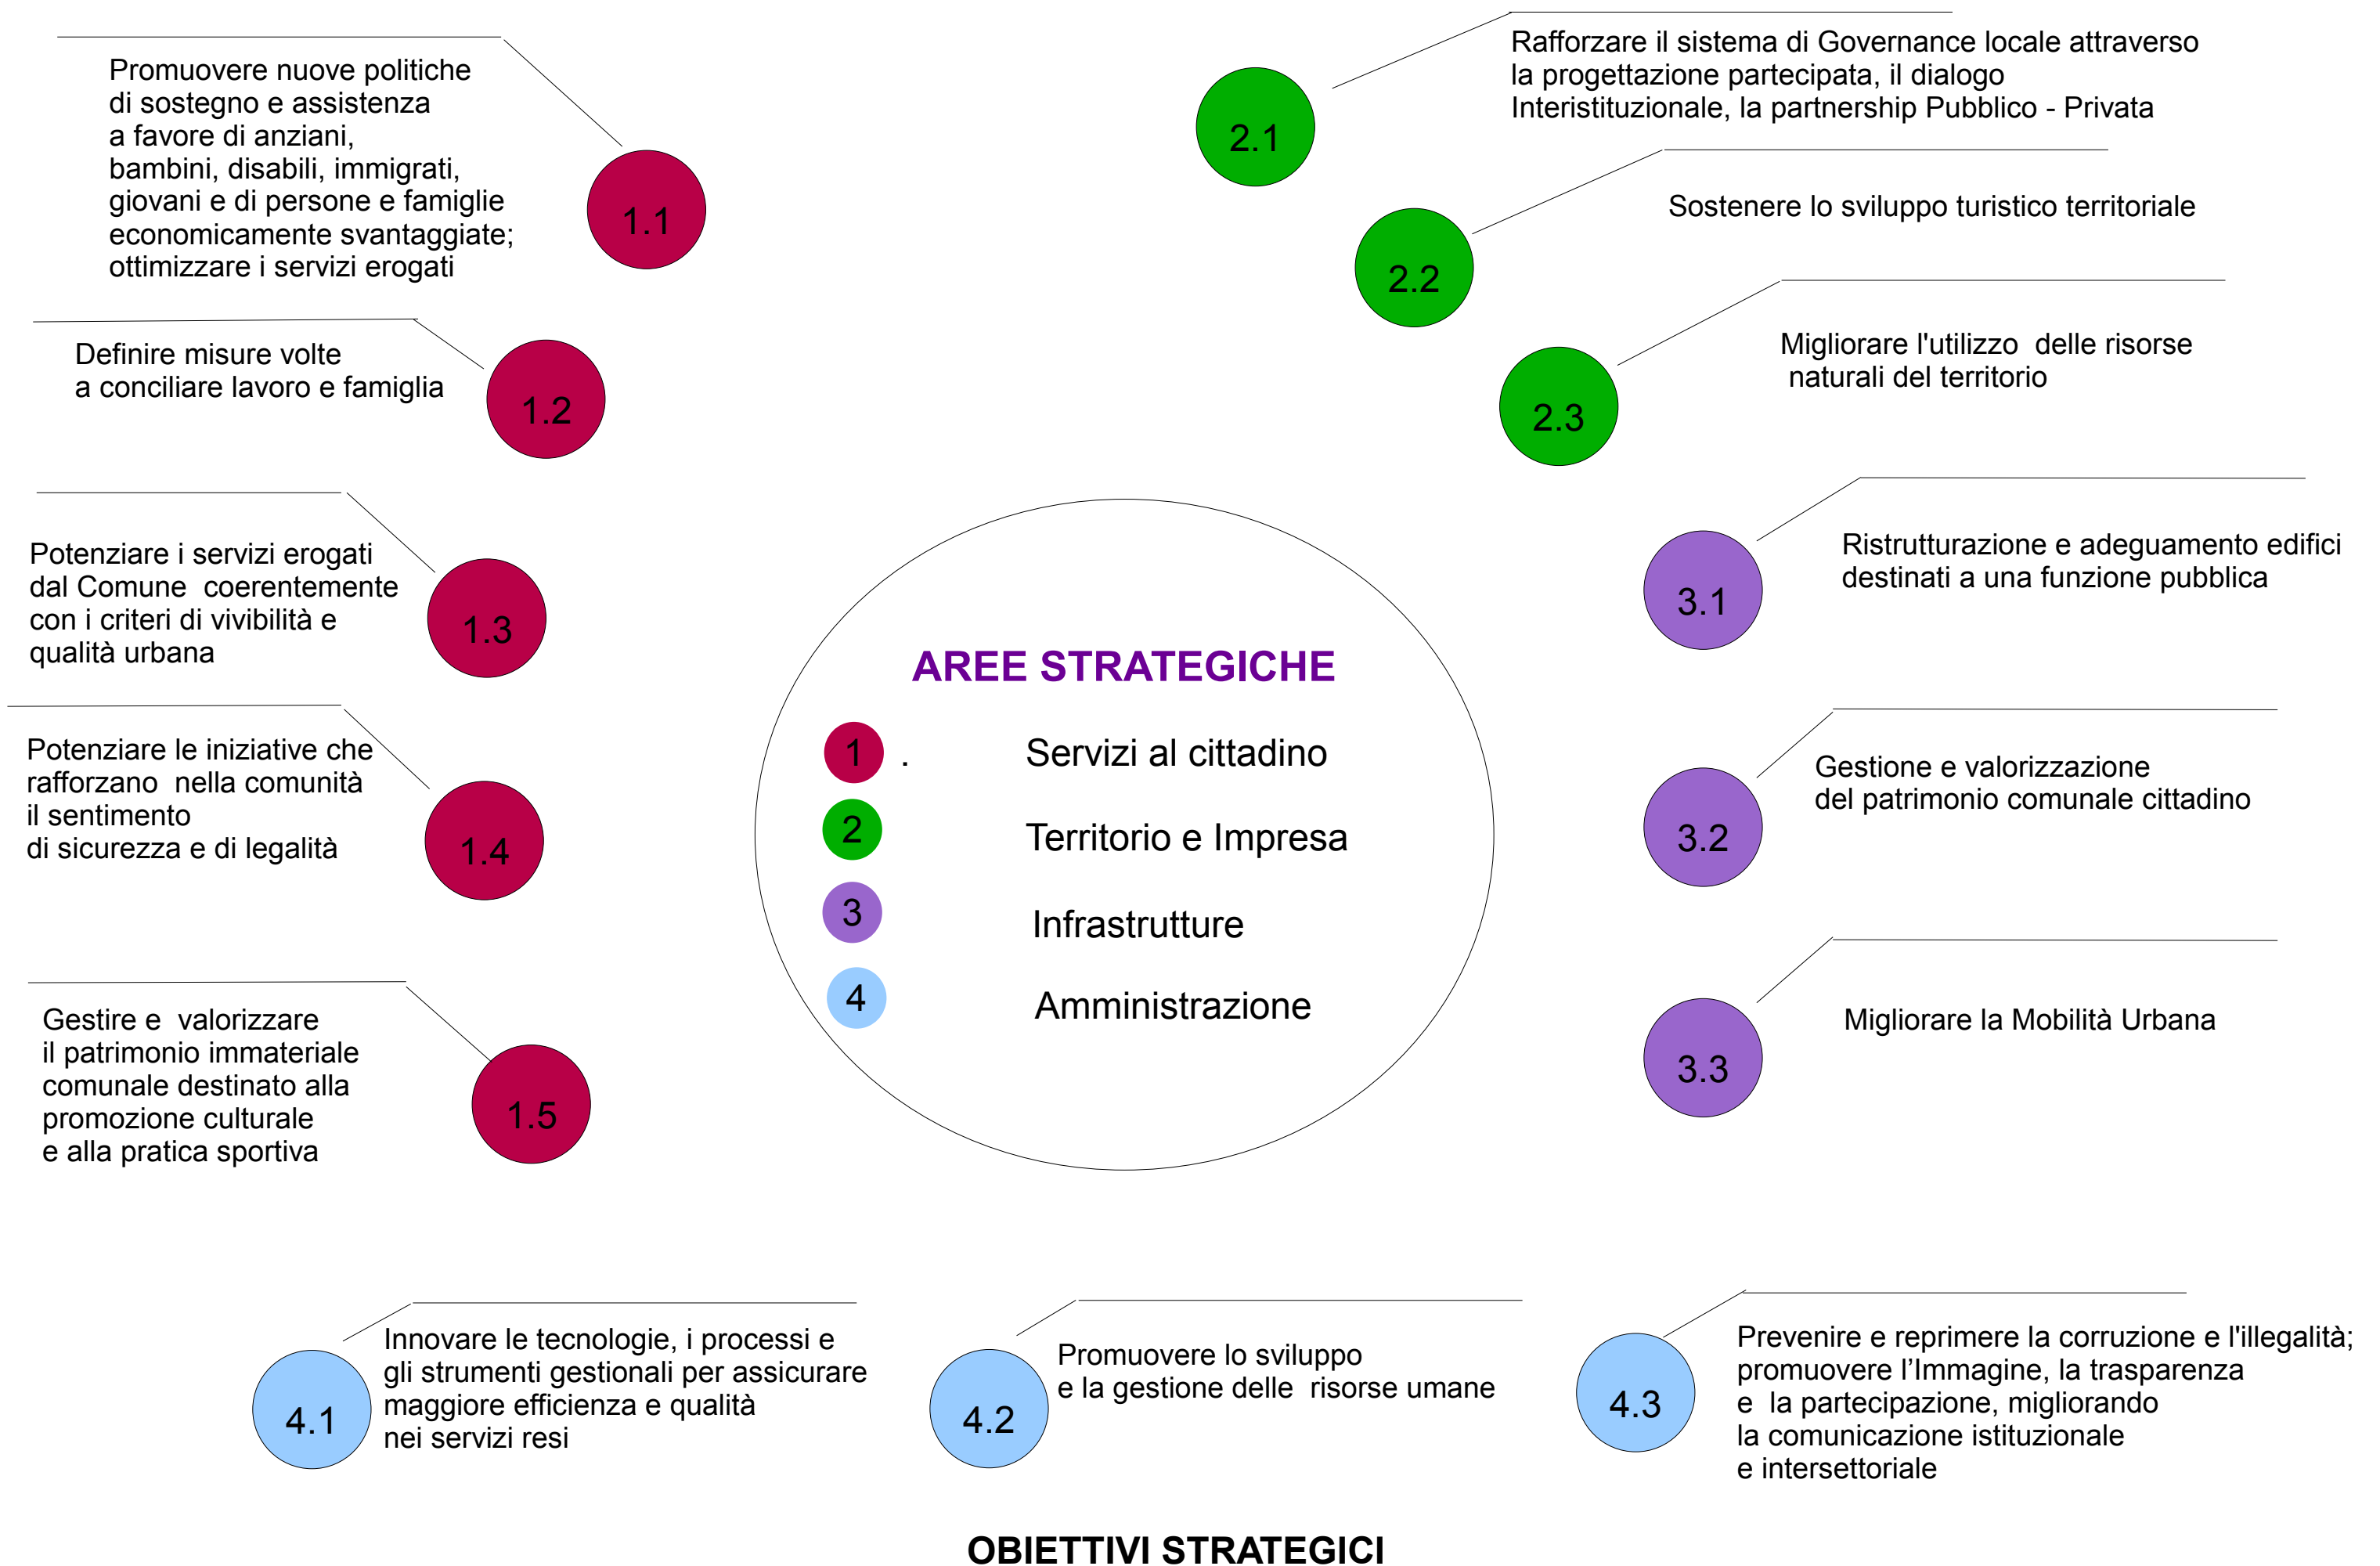 Promuovere nuove politiche
di sostegno e assistenza
a favore di anziani,
bambini, disabili, immigrati,
giovani e di persone e famiglie
economicamente svantaggiate;
ottimizzare i servizi erogati
1.1
Definire misure volte
a conciliare lavoro e famiglia
1.2
Potenziare i servizi erogati
dal Comune coerentemente
con i criteri di vivibilità e
qualità urbana
1.3
Potenziare le iniziative che
rafforzano nella comunità
il sentimento
di sicurezza e di legalità
1.4
Gestire e valorizzare
il patrimonio immateriale
comunale destinato alla
promozione culturale
e alla pratica sportiva
1.5
Rafforzare il sistema di Governance locale attraverso
la progettazione partecipata, il dialogo
Interistituzionale, la partnership Pubblico - Privata
2.1
Sostenere lo sviluppo turistico territoriale
2.2
Migliorare l'utilizzo delle risorse
naturali del territorio
2.3
AREE STRATEGICHE
1 . Servizi al cittadino
2 Territorio e Impresa
3 Infrastrutture
4 Amministrazione
Ristrutturazione e adeguamento edifici
destinati a una funzione pubblica
3.1
Gestione e valorizzazione
del patrimonio comunale cittadino
3.2
Migliorare la Mobilità Urbana
3.3
Innovare le tecnologie, i processi e
gli strumenti gestionali per assicurare
maggiore efficienza e qualità
nei servizi resi
4.1
Promuovere lo sviluppo
e la gestione delle risorse umane
4.2
Prevenire e reprimere la corruzione e l'illegalità;
promuovere l’Immagine, la trasparenza
e la partecipazione, migliorando
la comunicazione istituzionale
e intersettoriale
4.3
OBIETTIVI STRATEGICI